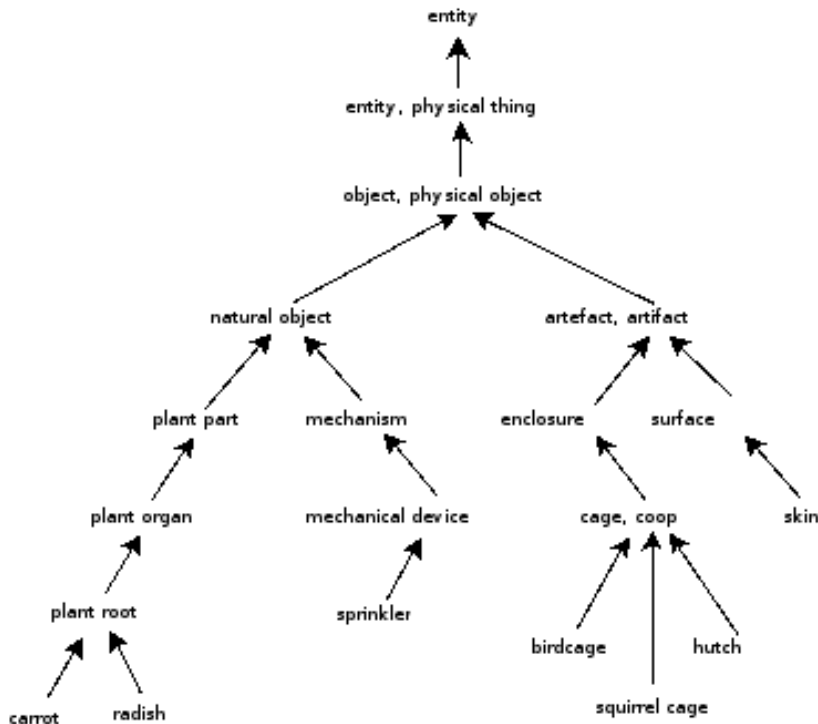 entity
entity, physical thing
object, physical object
natural object
artefact, artifact
plant part
mechanism
enclosure
surface
plant organ
mechanical device
cage, coop
skin
plant root
sprinkler
birdcage
hutch
carrot
radish
squirrel cage